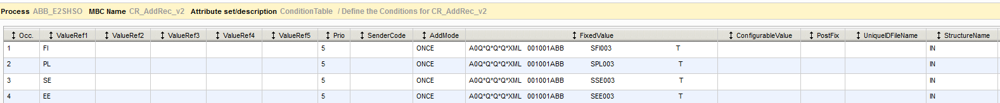 Process ABB_E2SHSO MBC Name CR_AddRec_v2 Attribute set/description ConditionTable / Define the Conditions for CR_AddRec_v2
Occ. ValueRef1 ValueRef2 ValueRef3 ValueRef4 ValueRef5 Prio SenderCode AddMode FixedValue ConfigurableValue PostFix UniqueIDFileName StructureName
1 FI 5 ONCE A0Q*Q*Q*Q*XML 001001ABB SFI003 T IN
2 PL 5 ONCE A0Q*Q*Q*Q*XML 001001ABB SPL003 T IN
3 SE 5 ONCE A0Q*Q*Q*Q*XML 001001ABB SSE003 T IN
4 EE 5 ONCE A0Q*Q*Q*Q*XML 001001ABB SEE003 T IN